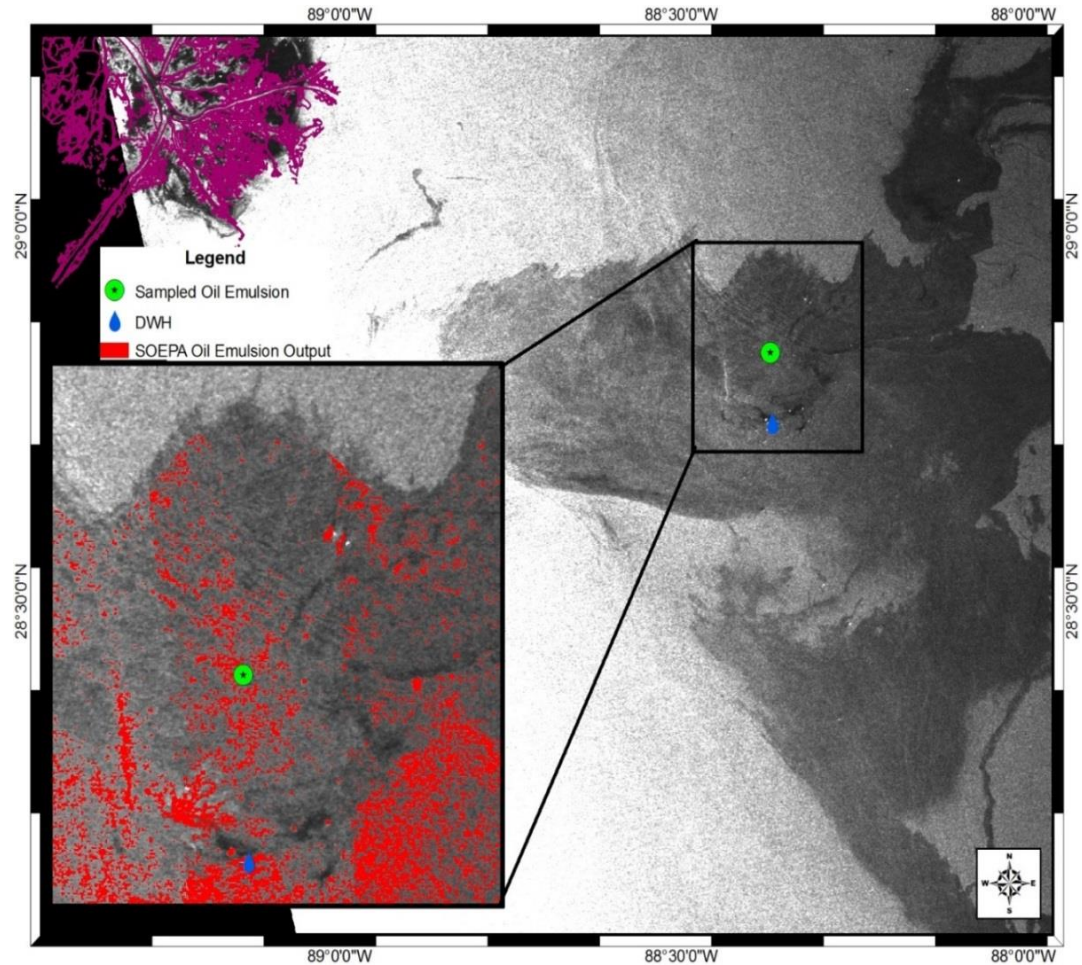 89°0'0"W
88°30'0"W
88°0'0"W
29°0'0"N
29°0'0"N
Legend
Sampled Oil Emulsion
DWH
SOEPA Oil Emulsion Output
28°30'0"N
28°30'0"N
N
W
E
S
89°0'0"W
88°30'0"W
88°0'0"W